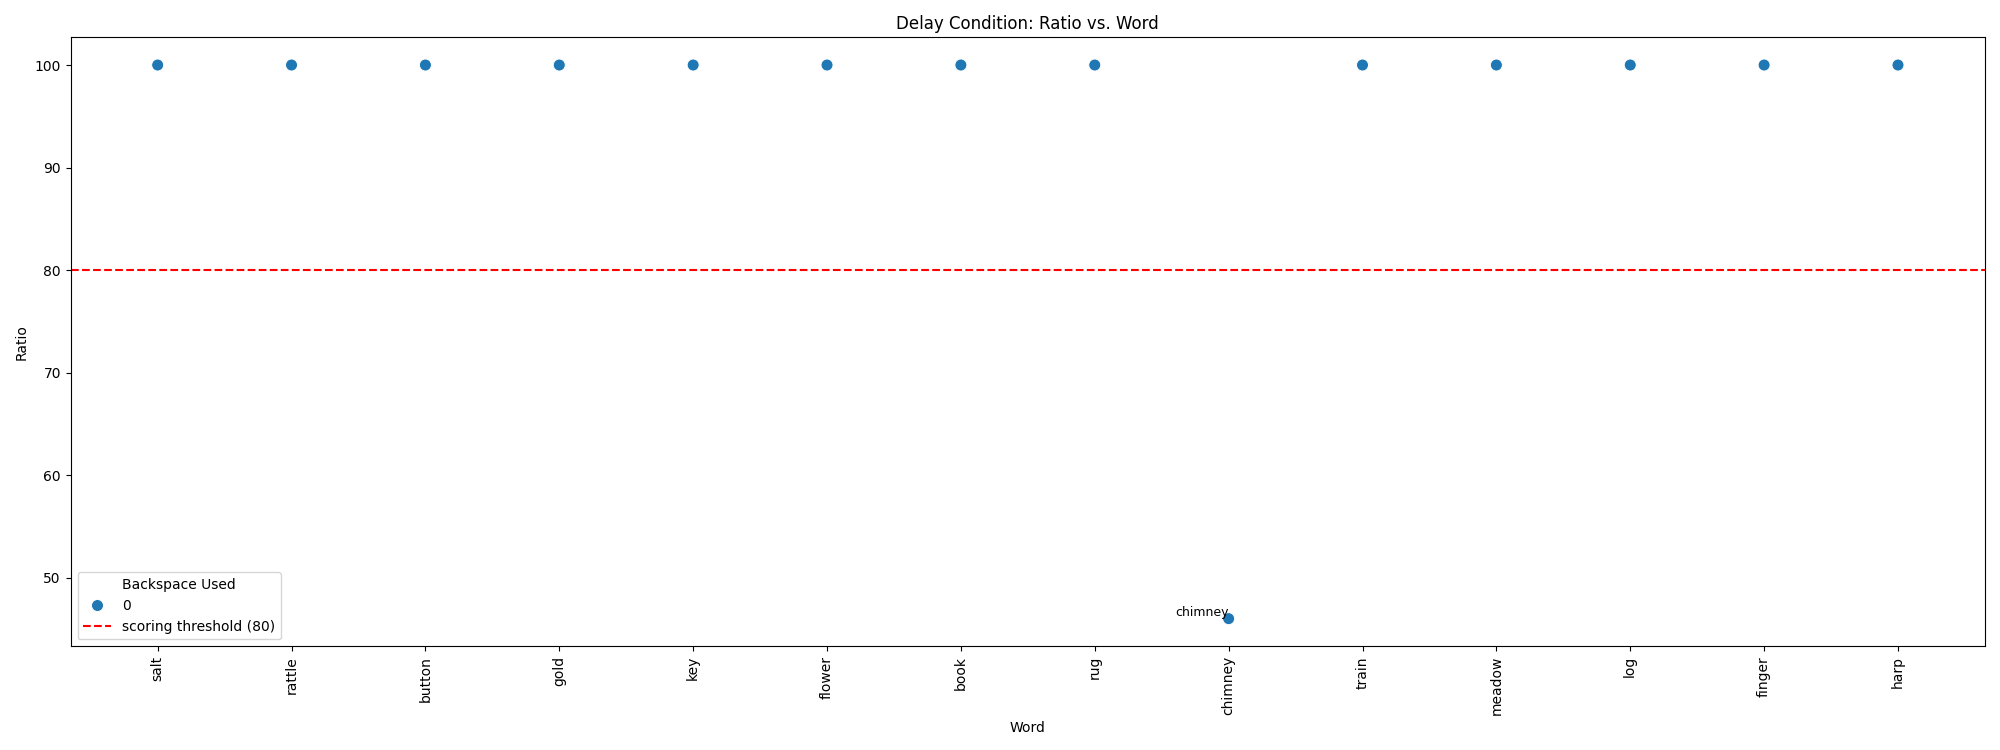 Delay Condition: Ratio vs. Word
Ratio
100
90
80
70
60
50
chimney
Backspace Used
0
scoring threshold (80)
salt
rattle
button
gold
key
flower
book
rug
chimney
train
meadow
log
finger
harp
Word